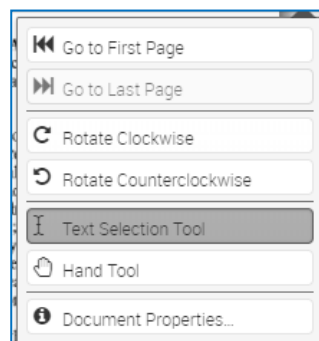 Go to First Page
Go to Last Page
Rotate Clockwise
Rotate Counterclockwise
Text Selection Tool
Hand Tool
Document Properties...